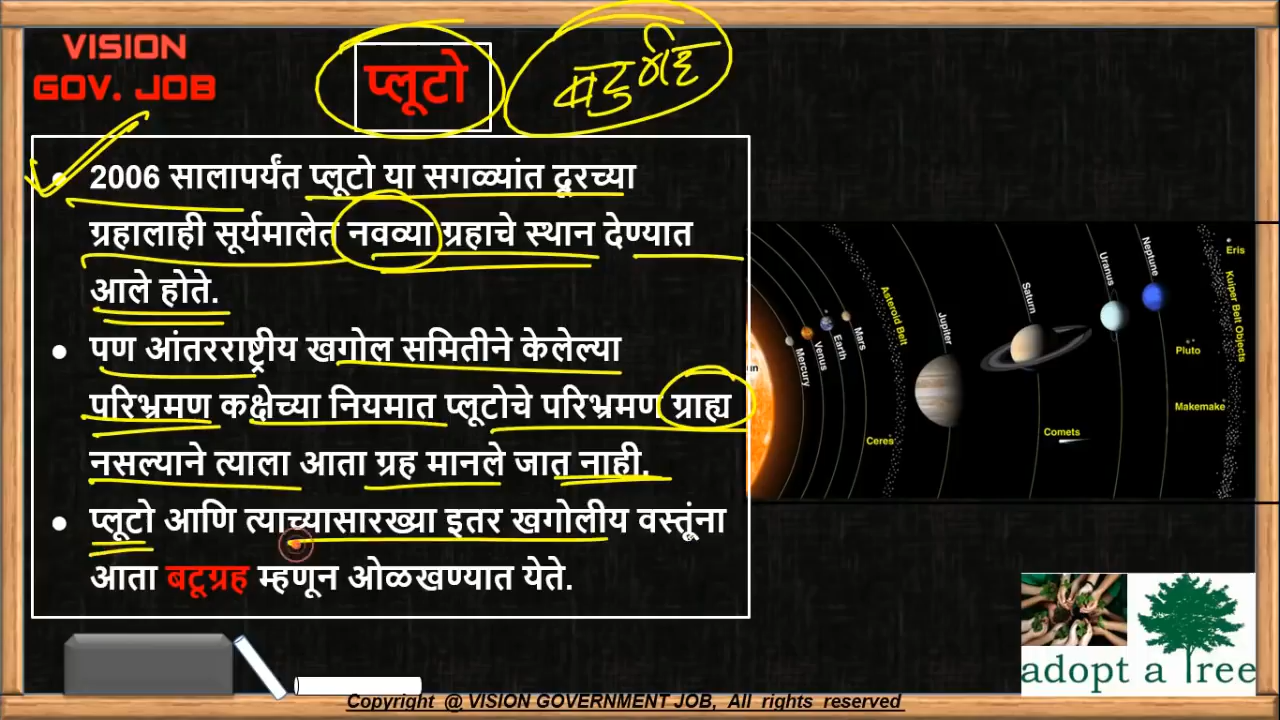 VISION
GOV. JOB
प्लूटो
बटु ग्रह
• 2006 सालापर्यंत प्लूटो या सगळ्यांत दूरच्या
ग्रहालाही सूर्यमालेत नवव्या ग्रहाचे स्थान देण्यात
आले होते.
• पण आंतरराष्ट्रीय खगोल समितीने केलेल्या
परिभ्रमण कक्षेच्या नियमात प्लूटोचे परिभ्रमण ग्राह्य
नसल्याने त्याला आता ग्रह मानले जात नाही.
• प्लूटो आणि त्याच्यासारख्या इतर खगोलीय वस्तूंना
आता बटूग्रह म्हणून ओळखण्यात येते.
Mercury
Venus
Earth
Mars
Asteroid Belt
Ceres
Jupiter
Saturn
Comets
Uranus
Neptune
Pluto
Makemake
Eris
Kuiper Belt Objects
adopt a Tree
Copyright @ VISION GOVERNMENT JOB, All rights reserved